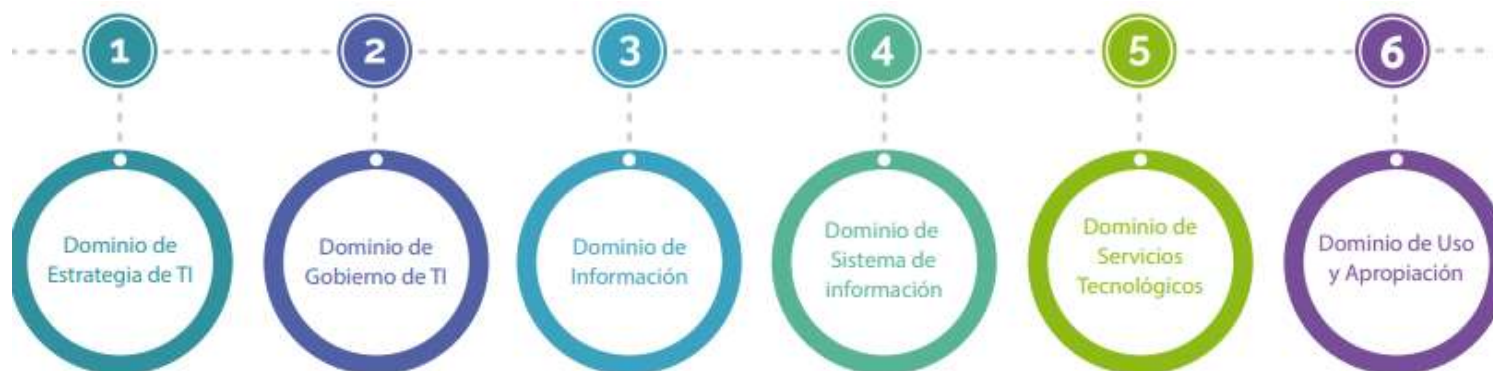 1
2
3
4
5
6
Dominio de
Estrategia de TI
Dominio de
Gobierno de TI
Dominio de
Información
Dominio de
Sistema de
información
Dominio de
Servicios
Tecnológicos
Dominio de Uso
y Apropiación